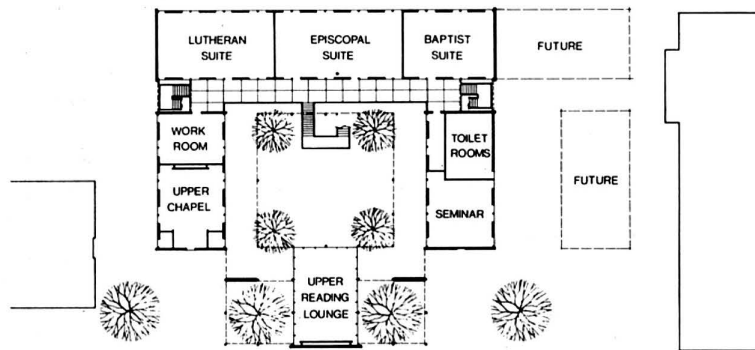 LUTHERAN
SUITE
EPISCOPAL
SUITE
BAPTIST
SUITE
FUTURE
WORK
ROOM
TOILET
ROOMS
FUTURE
UPPER
CHAPEL
SEMINAR
UPPER
READING
LOUNGE